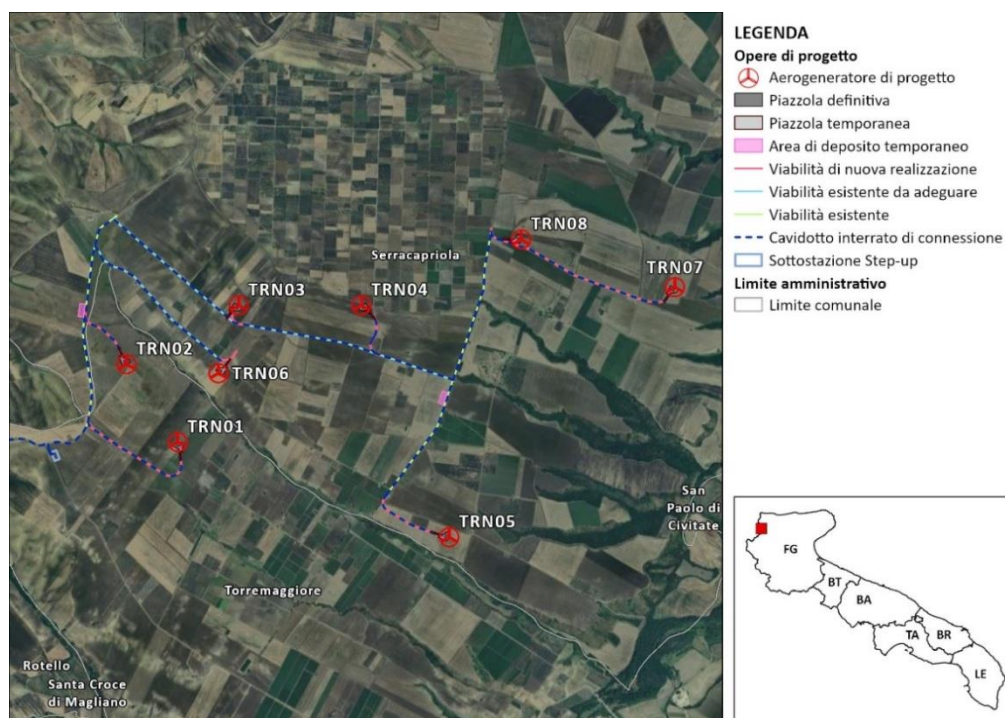 TRN08
Serracapriola
TRN07
TRN03
TRN04
TRN02
TRN06
TRN01
San
Paolo di
Civitate
TRN05
Torremaggiore
Rotello
Santa Croce
di Magliano
LEGENDA
Opere di progetto
Aerogeneratore di progetto
Piazzola definitiva
Piazzola temporanea
Area di deposito temporaneo
Viabilità di nuova realizzazione
Viabilità esistente da adeguare
Viabilità esistente
Cavidotto interrato di connessione
Sottostazione Step-up
Limite amministrativo
Limite comunale
FG
BT
BA
TA
BR
LE